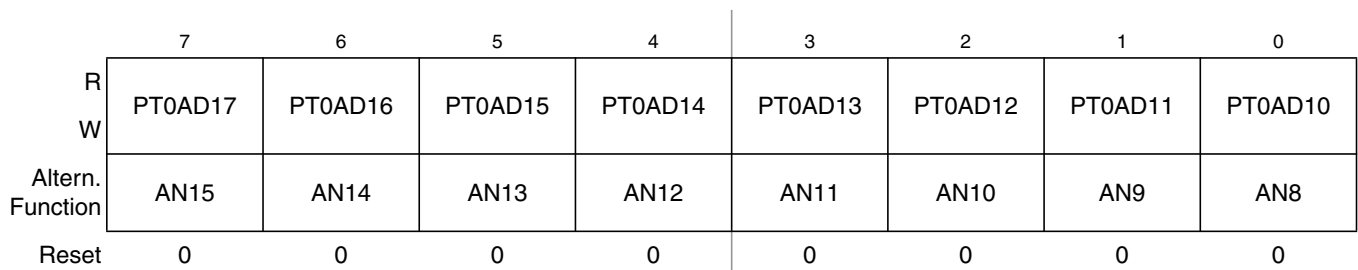 7 6 5 4 3 2 1 0
R
W
PT0AD17 PT0AD16 PT0AD15 PT0AD14 PT0AD13 PT0AD12 PT0AD11 PT0AD10
Altern.
Function
AN15 AN14 AN13 AN12 AN11 AN10 AN9 AN8
Reset 0 0 0 0 0 0 0 0